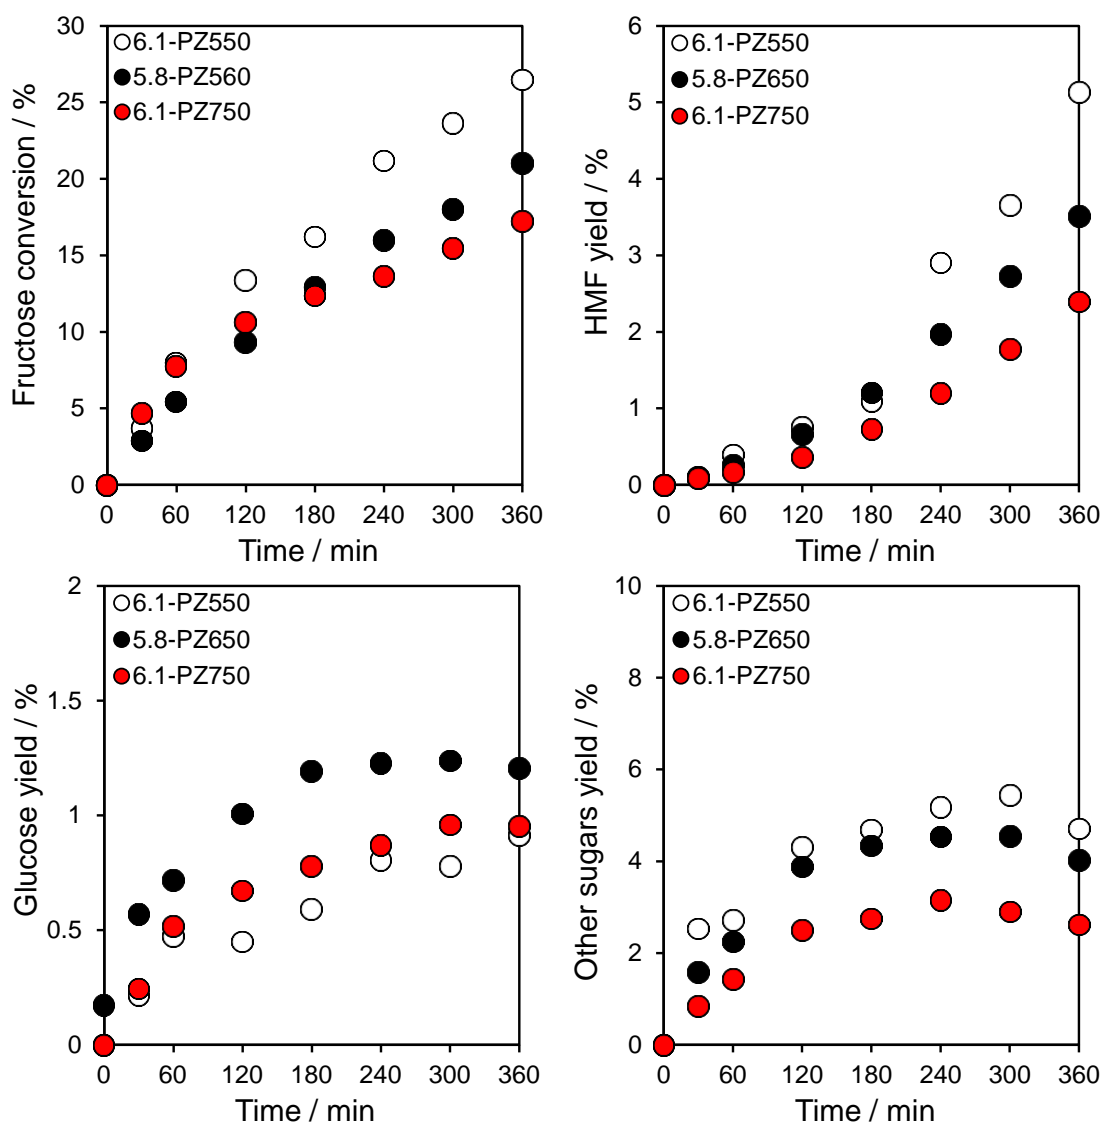 30
25
20
15
10
5
0
Fructose conversion / %
6.1-PZ550
5.8-PZ560
6.1-PZ750
0 60 120 180 240 300 360
Time / min
6
5
4
3
2
1
0
HMF yield / %
6.1-PZ550
5.8-PZ650
6.1-PZ750
0 60 120 180 240 300 360
Time / min
2
1.5
1
0.5
0
Glucose yield / %
6.1-PZ550
5.8-PZ650
6.1-PZ750
0 60 120 180 240 300 360
Time / min
10
8
6
4
2
0
Other sugars yield / %
6.1-PZ550
5.8-PZ650
6.1-PZ750
0 60 120 180 240 300 360
Time / min